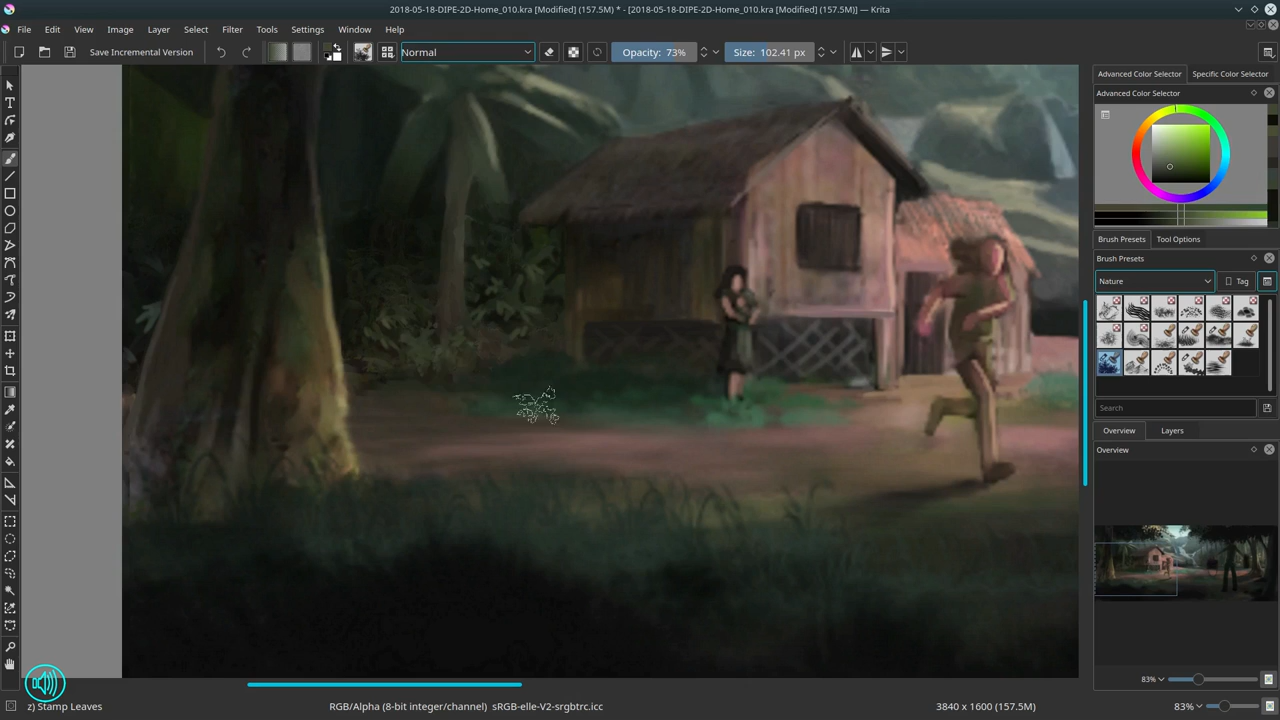 2018-05-18-DIPE-2D-Home_010.kra [Modified] (157.5M) * - [2018-05-18-DIPE-2D-Home_010.kra [Modified] (157.5M)] — Krita
File Edit View Image Layer Select Filter Tools Settings Window Help
Save Incremental Version Normal Opacity: 73% Size: 102.41 px
Advanced Color Selector Specific Color Selector
Advanced Color Selector
Brush Presets Tool Options
Brush Presets
Nature Tag
Search
Overview Layers
Overview
83%
z) Stamp Leaves RGB/Alpha (8-bit integer/channel) sRGB-elle-V2-srgbtrc.icc 3840 x 1600 (157.5M) 83%